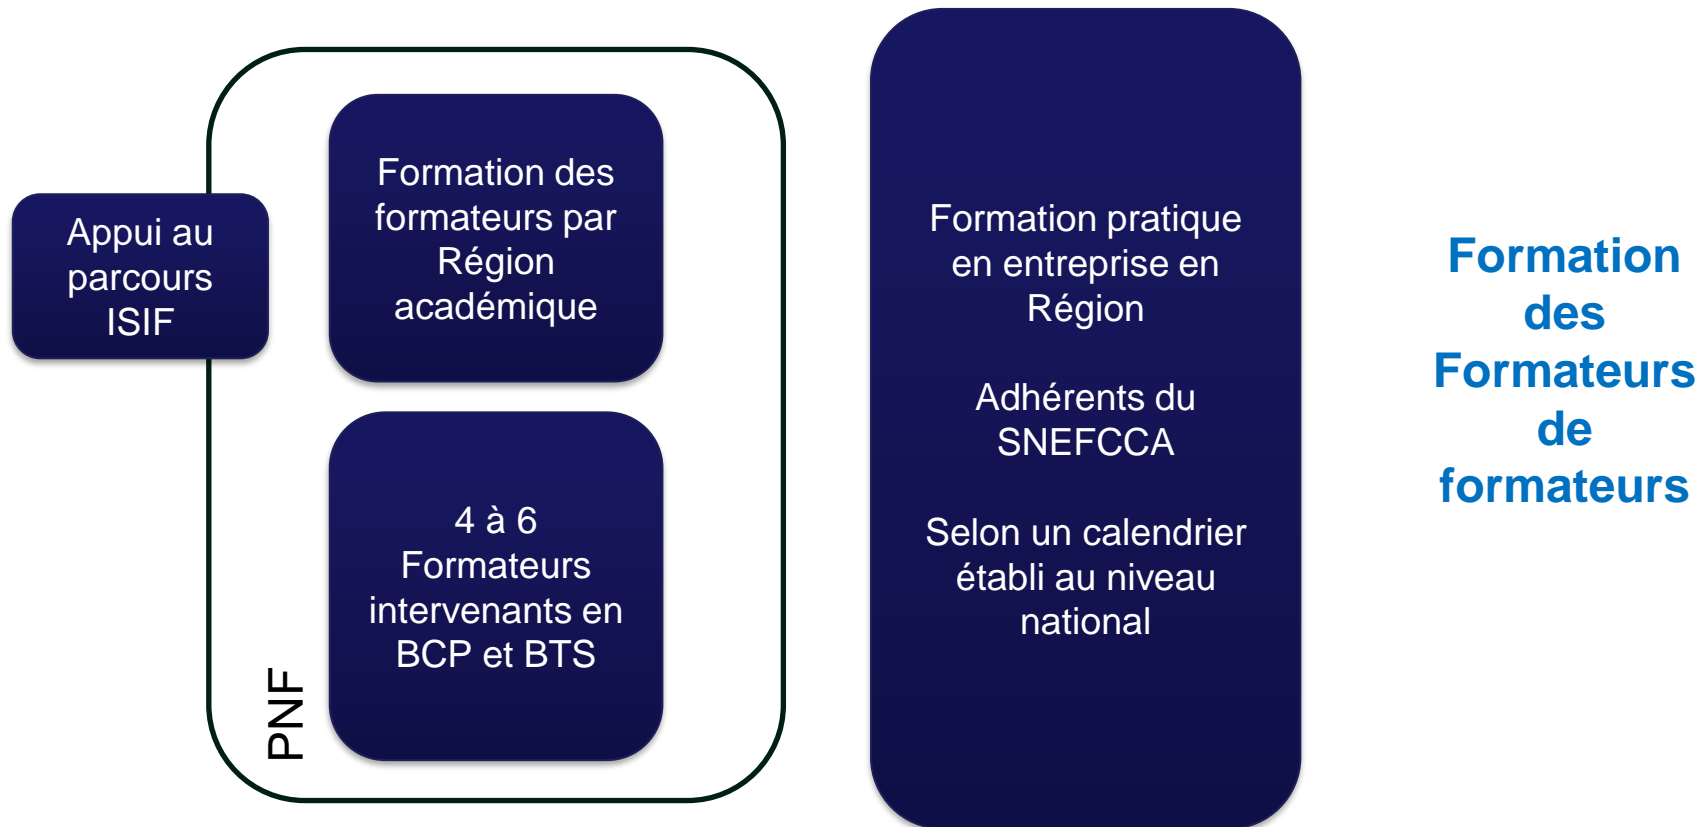 Appui au
parcours
ISIF
PNF
Formation des
formateurs par
Région
académique
4 à 6
Formateurs
intervenants en
BCP et BTS
Formation pratique
en entreprise en
Région
Adhérents du
SNEFCCA
Selon un calendrier
établi au niveau
national
Formation
des
Formateurs
de
formateurs